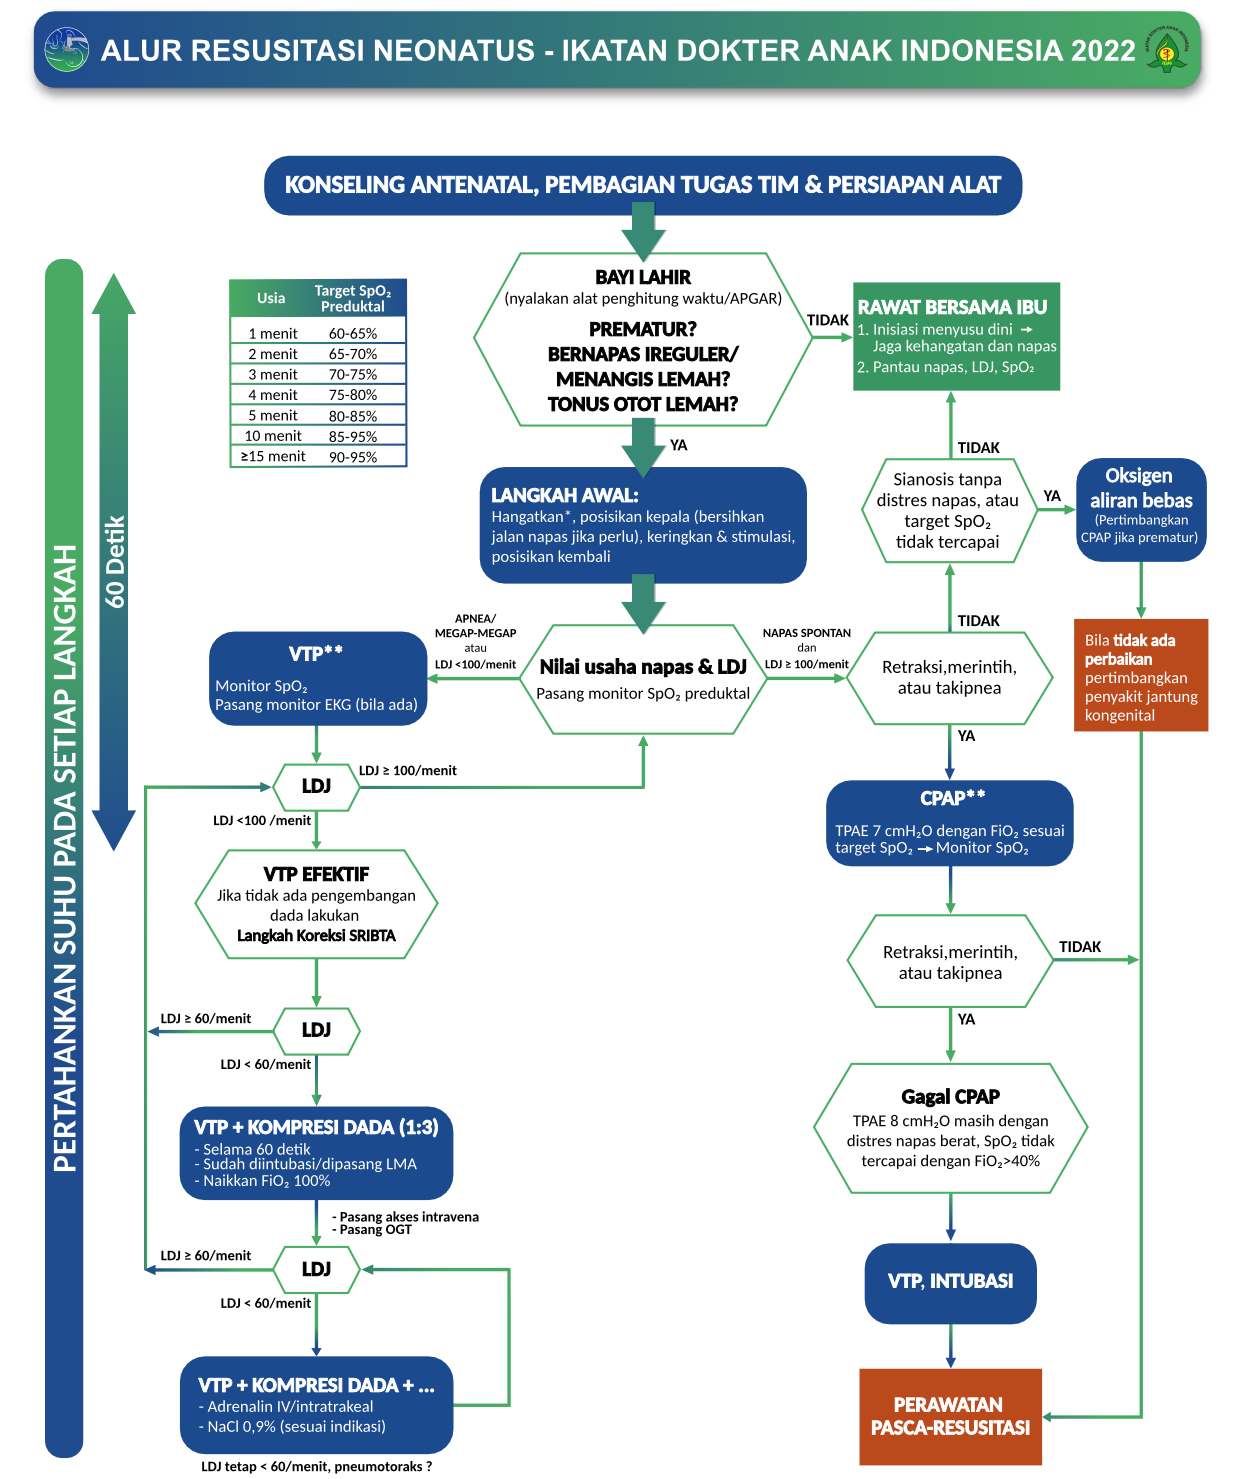 ALUR RESUSITASI NEONATUS - IKATAN DOKTER ANAK INDONESIA 2022
KONSELING ANTENATAL, PEMBAGIAN TUGAS TIM & PERSIAPAN ALAT
BAYI LAHIR
(nyalakan alat penghitung waktu/APGAR)
PREMATUR?
BERNAPAS IREGULER/
MENANGIS LEMAH?
TONUS OTOT LEMAH?
TIDAK
RAWAT BERSAMA IBU
1. Inisiasi menyusu dini →
Jaga kehangatan dan napas
2. Pantau napas, LDJ, SpO₂
Usia Target SpO₂
Preduktal
1 menit 60-65%
2 menit 65-70%
3 menit 70-75%
4 menit 75-80%
5 menit 80-85%
10 menit 85-95%
≥15 menit 90-95%
YA
LANGKAH AWAL:
Hangatkan*, posisikan kepala (bersihkan
jalan napas jika perlu), keringkan & stimulasi,
posisikan kembali
TIDAK
Sianosis tanpa
distres napas, atau
target SpO₂
tidak tercapai
YA
Oksigen
aliran bebas
(Pertimbangkan
CPAP jika prematur)
60 Detik
PERTAHANKAN SUHU PADA SETIAP LANGKAH
APNEA/
MEGAP-MEGAP
atau
LDJ <100/menit
Nilai usaha napas & LDJ
Pasang monitor SpO₂ preduktal
NAPAS SPONTAN
dan
LDJ ≥ 100/menit
TIDAK
Retraksi,merintih,
atau takipnea
Bila tidak ada
perbaikan
pertimbangkan
penyakit jantung
kongenital
VTP**
Monitor SpO₂
Pasang monitor EKG (bila ada)
YA
LDJ
LDJ ≥ 100/menit
LDJ <100 /menit
CPAP**
TPAE 7 cmH₂O dengan FiO₂ sesuai
target SpO₂ → Monitor SpO₂
VTP EFEKTIF
Jika tidak ada pengembangan
dada lakukan
Langkah Koreksi SRIBTA
Retraksi,merintih,
atau takipnea
TIDAK
YA
LDJ ≥ 60/menit
LDJ
LDJ < 60/menit
Gagal CPAP
TPAE 8 cmH₂O masih dengan
distres napas berat, SpO₂ tidak
tercapai dengan FiO₂>40%
VTP + KOMPRESI DADA (1:3)
- Selama 60 detik
- Sudah diintubasi/dipasang LMA
- Naikkan FiO₂ 100%
- Pasang akses intravena
- Pasang OGT
LDJ ≥ 60/menit
LDJ
LDJ < 60/menit
VTP, INTUBASI
VTP + KOMPRESI DADA + ...
- Adrenalin IV/intratrakeal
- NaCl 0,9% (sesuai indikasi)
PERAWATAN
PASCA-RESUSITASI
LDJ tetap < 60/menit, pneumotoraks ?